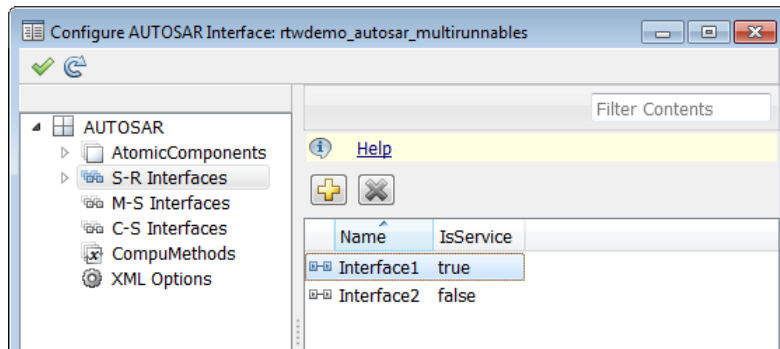 Configure AUTOSAR Interface: rtwdemo_autosar_multirunnables
Filter Contents
AUTOSAR
AtomicComponents
S-R Interfaces
M-S Interfaces
C-S Interfaces
CompuMethods
XML Options
Help
Name IsService
Interface1 true
Interface2 false